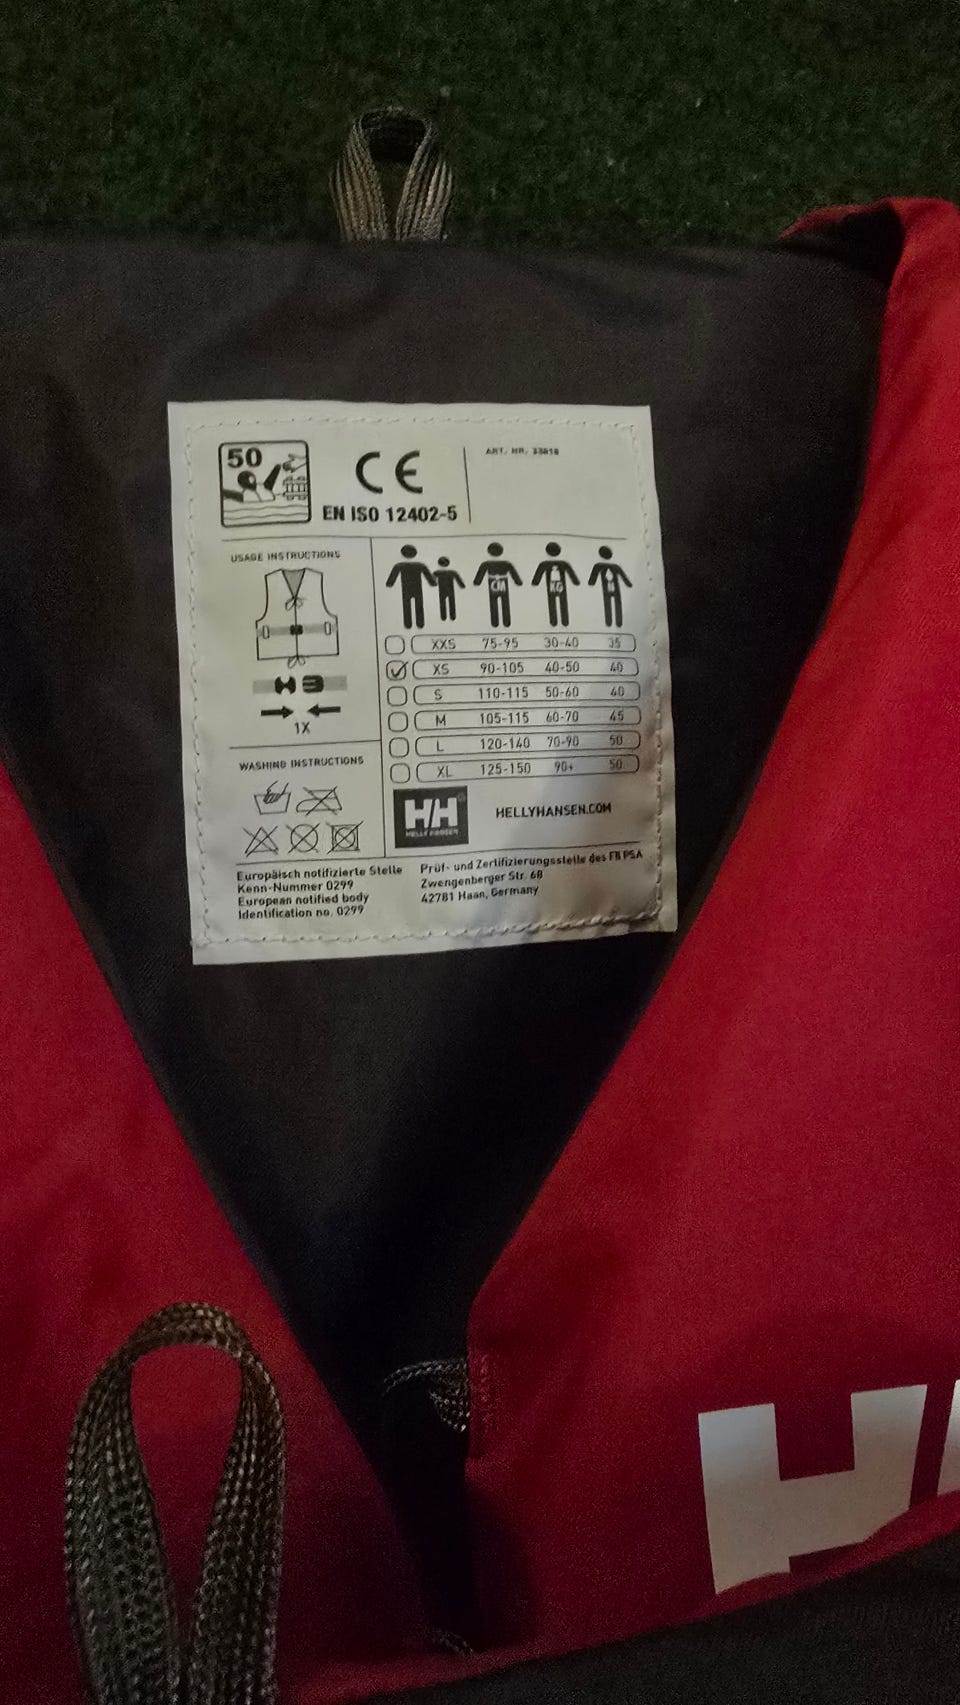 50
CE
EN ISO 12402-5
ART. NR. 33818
USAGE INSTRUCTIONS
1X
CM
KG
N
XXS 75-95 30-40 35
XS 90-105 40-50 40
S 110-115 50-60 40
M 105-115 60-70 45
L 120-140 70-90 50
XL 125-150 90+ 50
WASHING INSTRUCTIONS
HH
HELLY HANSEN
HELLYHANSEN.COM
Europäisch notifizierte Stelle
Kenn-Nummer 0299
European notified body
Identification no. 0299
Prüf- und Zertifizierungsstelle des FB PSA
Zwengenberger Str. 68
42781 Haan, Germany
H